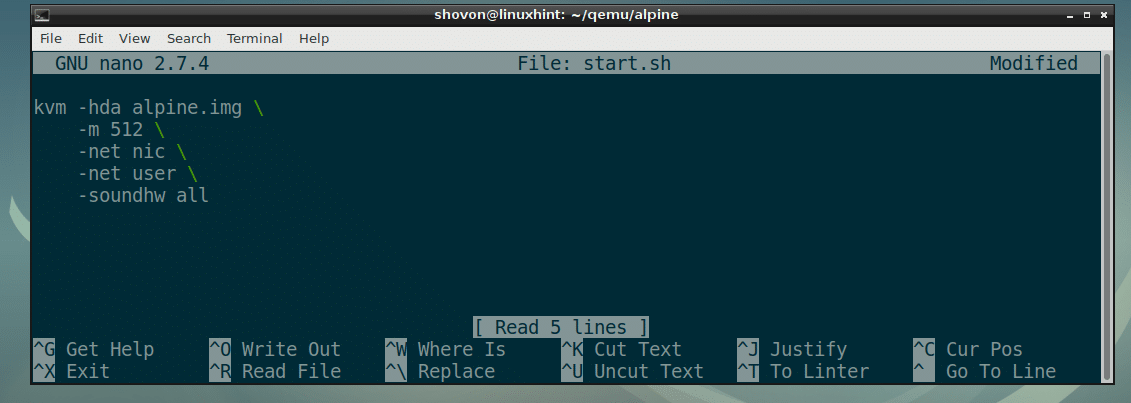 shovon@linuxhint: ~/qemu/alpine
File Edit View Search Terminal Help
GNU nano 2.7.4 File: start.sh Modified
kvm -hda alpine.img \
-m 512 \
-net nic \
-net user \
-soundhw all
[ Read 5 lines ]
^G Get Help ^O Write Out ^W Where Is ^K Cut Text ^J Justify ^C Cur Pos
^X Exit ^R Read File ^\ Replace ^U Uncut Text ^T To Linter ^ Go To Line